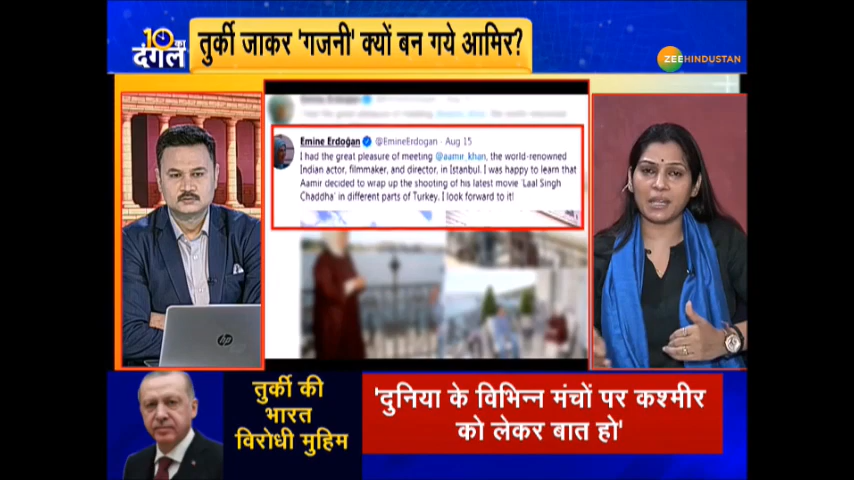 10 का
दंगल
तुर्की जाकर 'गजनी' क्यों बन गये आमिर?
ZEE HINDUSTAN
Emine Erdoğan @EmineErdogan · Aug 15
I had the great pleasure of meeting @aamir_khan, the world-renowned
Indian actor, filmmaker, and director, in Istanbul. I was happy to learn that
Aamir decided to wrap up the shooting of his latest movie 'Laal Singh
Chaddha' in different parts of Turkey. I look forward to it!
hp
तुर्की की
भारत
विरोधी मुहिम
'दुनिया के विभिन्न मंचों पर कश्मीर
को लेकर बात हो'